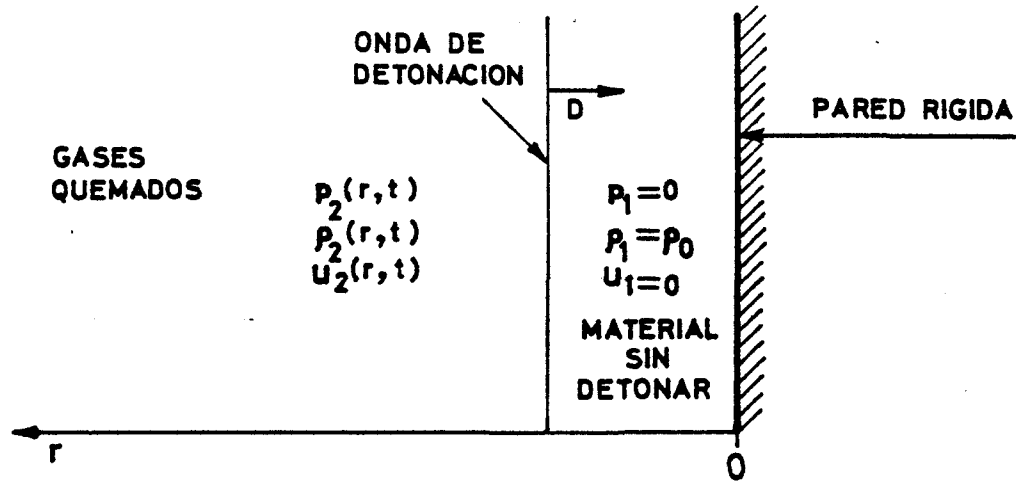 ONDA DE
DETONACION
D
PARED RIGIDA
GASES
QUEMADOS
p₂(r,t)
ρ₂(r,t)
u₂(r,t)
p₁=0
ρ₁=ρ₀
u₁=0
MATERIAL
SIN
DETONAR
r
0